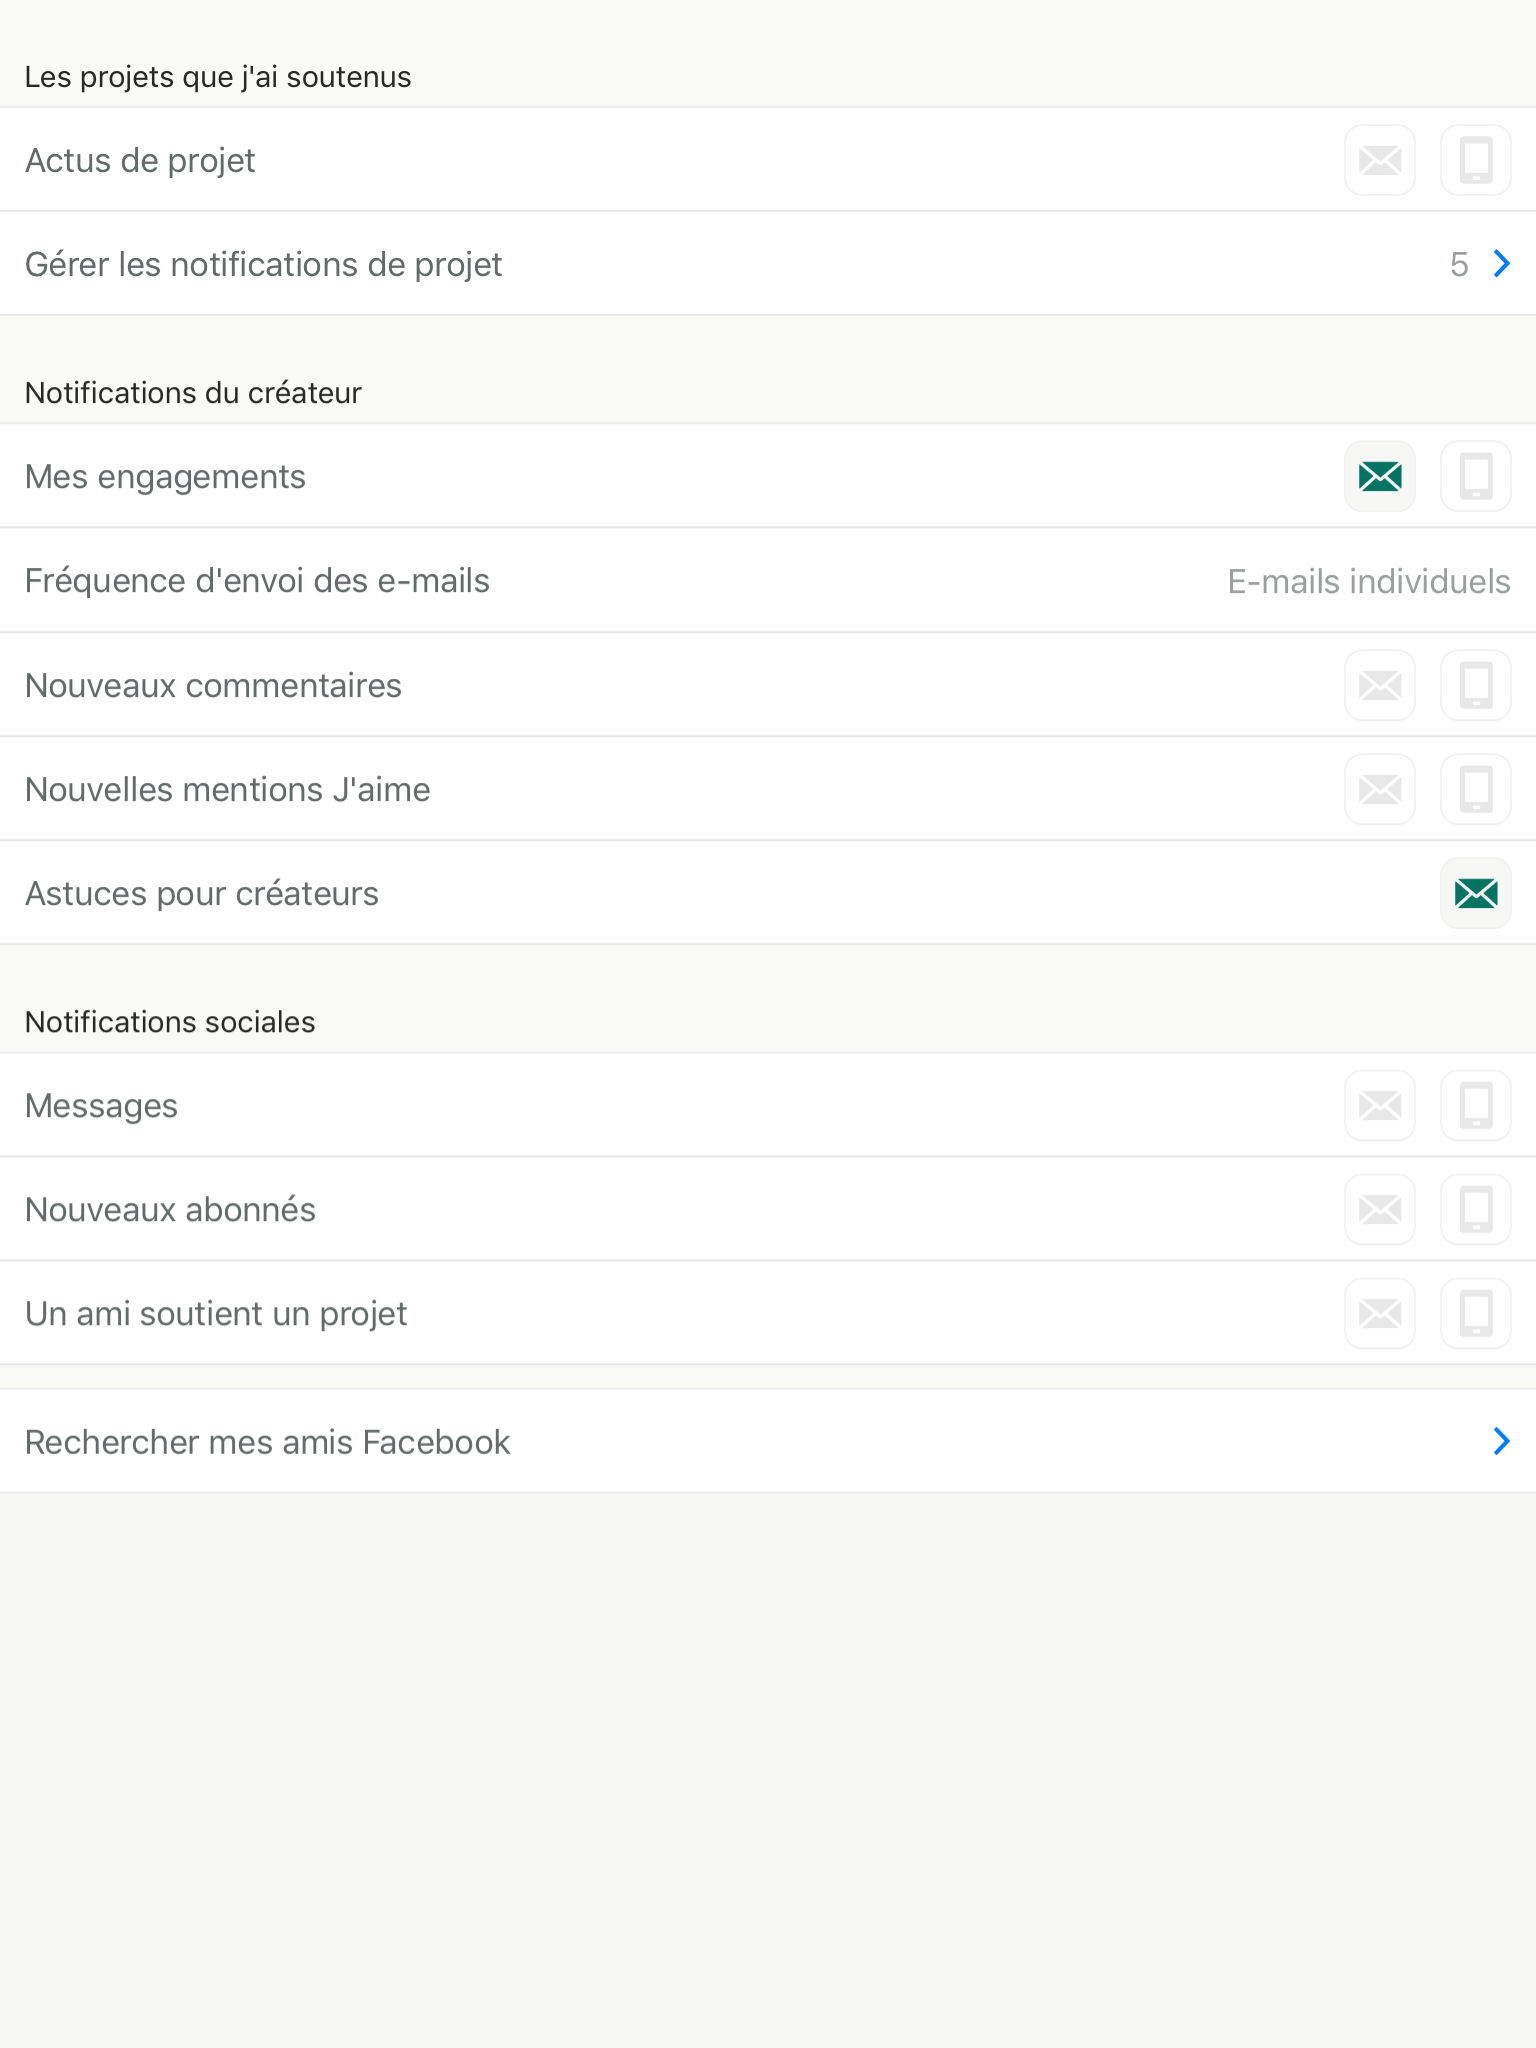 Les projets que j'ai soutenus
Actus de projet
Gérer les notifications de projet 5
Notifications du créateur
Mes engagements
Fréquence d'envoi des e-mails E-mails individuels
Nouveaux commentaires
Nouvelles mentions J'aime
Astuces pour créateurs
Notifications sociales
Messages
Nouveaux abonnés
Un ami soutient un projet
Rechercher mes amis Facebook